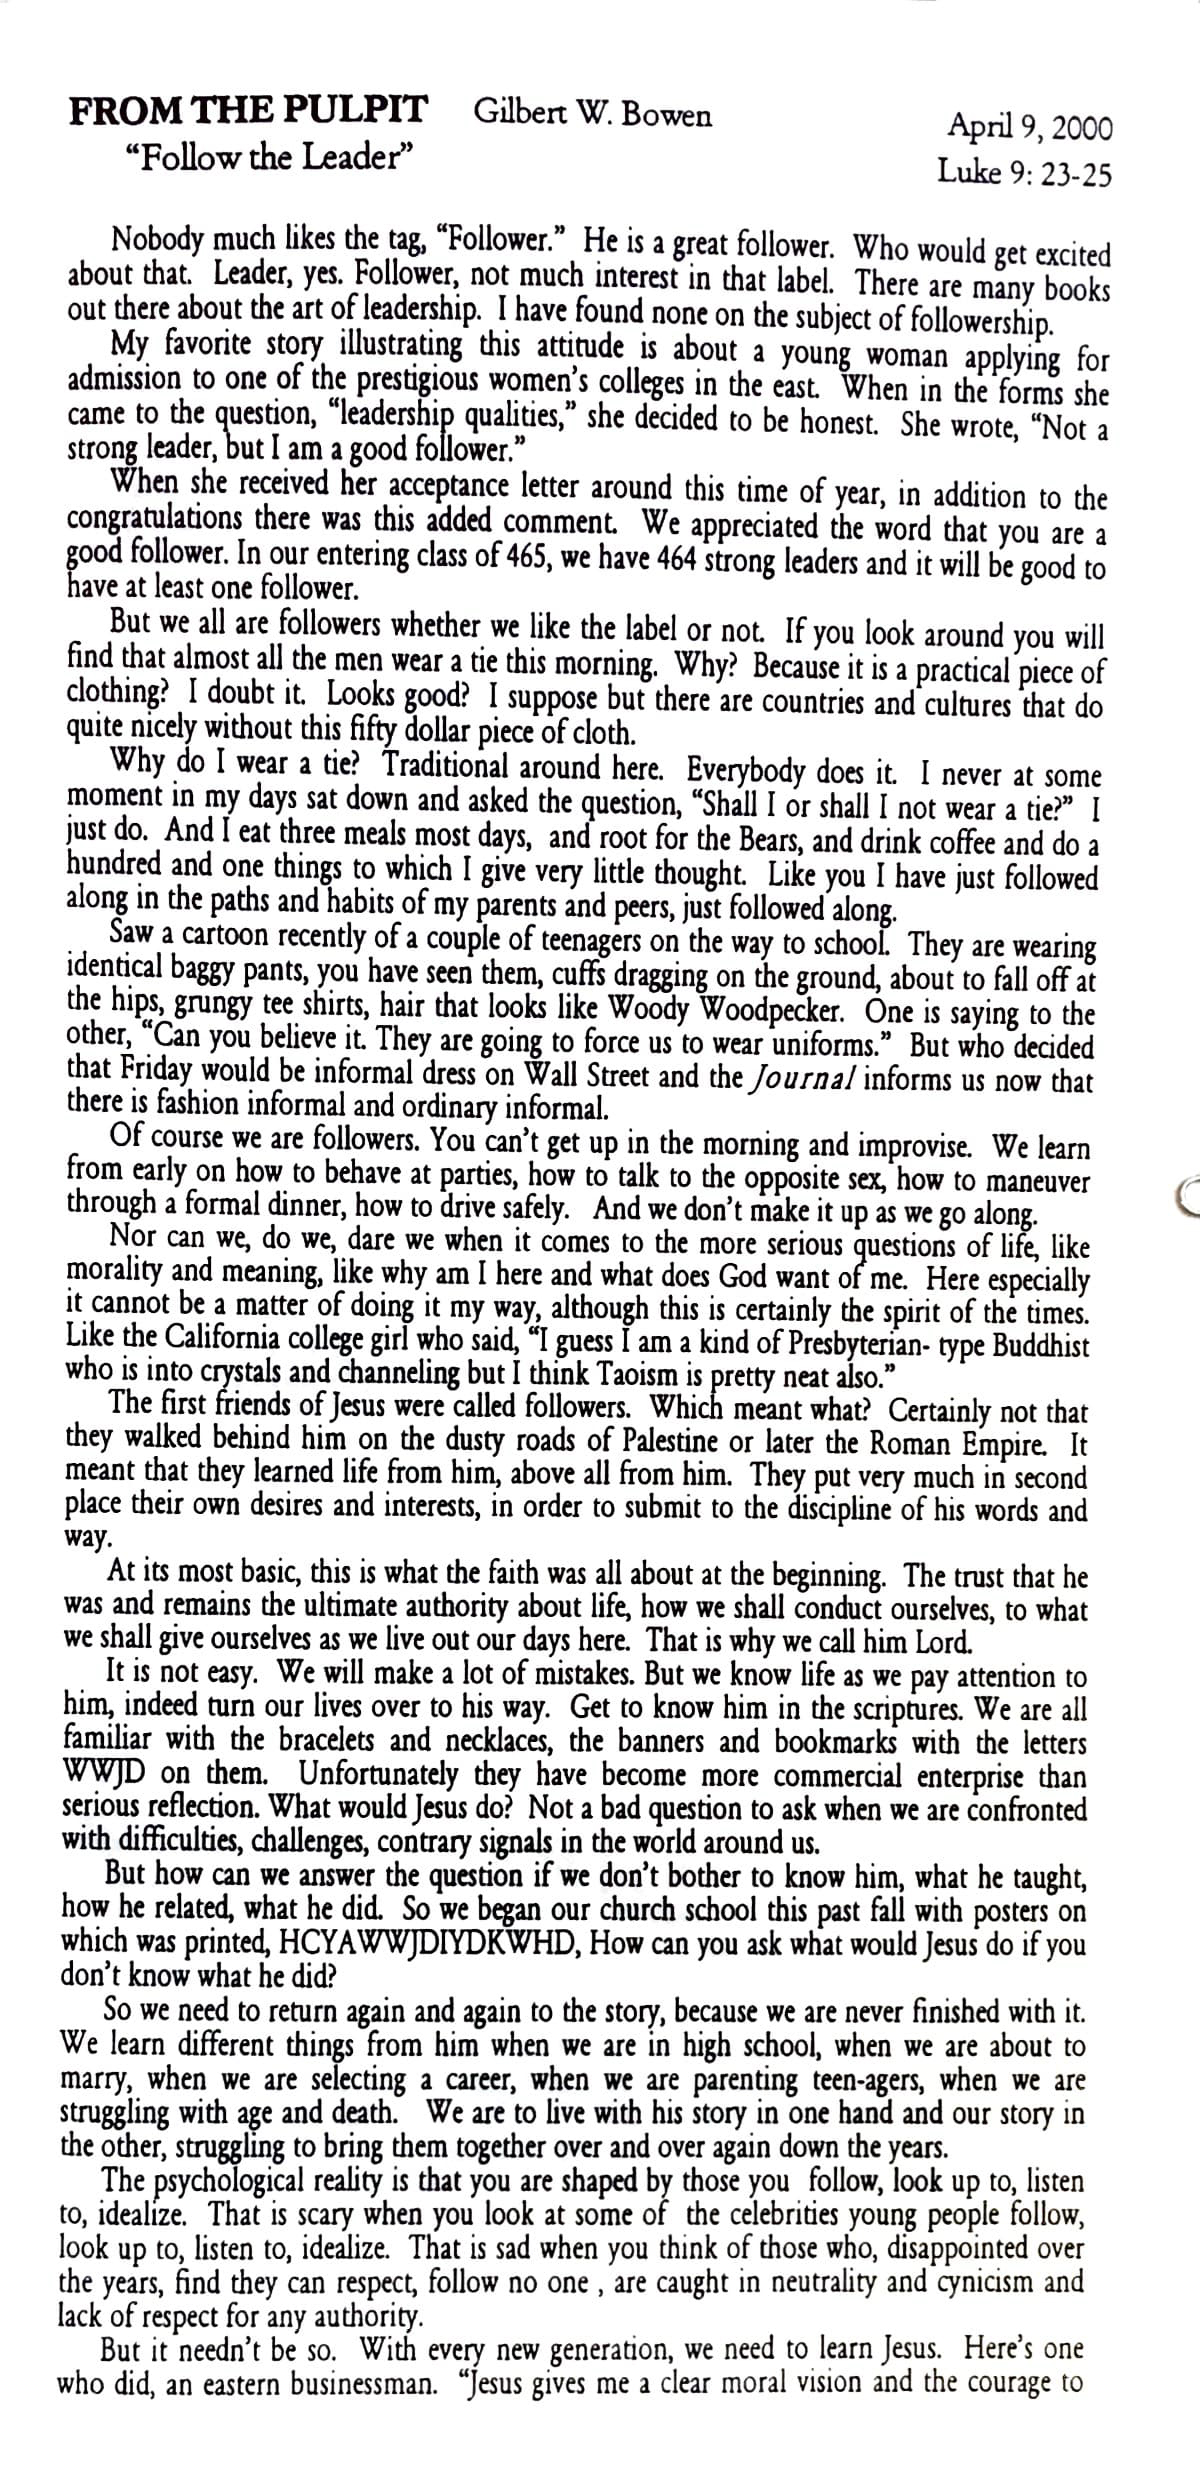 FROM THE PULPIT Gilbert W. Bowen
April 9, 2000
"Follow the Leader"
Luke 9: 23-25
Nobody much likes the tag, "Follower." He is a great follower. Who would get excited
about that. Leader, yes. Follower, not much interest in that label. There are many books
out there about the art of leadership. I have found none on the subject of followership.
My favorite story illustrating this attitude is about a young woman applying for
admission to one of the prestigious women's colleges in the east. When in the forms she
came to the question, "leadership qualities," she decided to be honest. She wrote, "Not a
strong leader, but I am a good follower."
When she received her acceptance letter around this time of year, in addition to the
congratulations there was this added comment. We appreciated the word that you are a
good follower. In our entering class of 465, we have 464 strong leaders and it will be good to
have at least one follower.
But we all are followers whether we like the label or not. If you look around you will
find that almost all the men wear a tie this morning. Why? Because it is a practical piece of
clothing? I doubt it. Looks good? I suppose but there are countries and cultures that do
quite nicely without this fifty dollar piece of cloth.
Why do I wear a tie? Traditional around here. Everybody does it. I never at some
moment in my days sat down and asked the question, "Shall I or shall I not wear a tie?" I
just do. And I eat three meals most days, and root for the Bears, and drink coffee and do a
hundred and one things to which I give very little thought. Like you I have just followed
along in the paths and habits of my parents and peers, just followed along.
Saw a cartoon recently of a couple of teenagers on the way to school. They are wearing
identical baggy pants, you have seen them, cuffs dragging on the ground, about to fall off at
the hips, grungy tee shirts, hair that looks like Woody Woodpecker. One is saying to the
other, "Can you believe it. They are going to force us to wear uniforms." But who decided
that Friday would be informal dress on Wall Street and the Journal informs us now that
there is fashion informal and ordinary informal.
Of course we are followers. You can't get up in the morning and improvise. We learn
from early on how to behave at parties, how to talk to the opposite sex, how to maneuver
through a formal dinner, how to drive safely. And we don't make it up as we go along.
Nor can we, do we, dare we when it comes to the more serious questions of life, like
morality and meaning, like why am I here and what does God want of me. Here especially
it cannot be a matter of doing it my way, although this is certainly the spirit of the times.
Like the California college girl who said, "I guess I am a kind of Presbyterian- type Buddhist
who is into crystals and channeling but I think Taoism is pretty neat also."
The first friends of Jesus were called followers. Which meant what? Certainly not that
they walked behind him on the dusty roads of Palestine or later the Roman Empire. It
meant that they learned life from him, above all from him. They put very much in second
place their own desires and interests, in order to submit to the discipline of his words and
way.
At its most basic, this is what the faith was all about at the beginning. The trust that he
was and remains the ultimate authority about life, how we shall conduct ourselves, to what
we shall give ourselves as we live out our days here. That is why we call him Lord.
It is not easy. We will make a lot of mistakes. But we know life as we pay attention to
him, indeed turn our lives over to his way. Get to know him in the scriptures. We are all
familiar with the bracelets and necklaces, the banners and bookmarks with the letters
WWJD on them. Unfortunately they have become more commercial enterprise than
serious reflection. What would Jesus do? Not a bad question to ask when we are confronted
with difficulties, challenges, contrary signals in the world around us.
But how can we answer the question if we don't bother to know him, what he taught,
how he related, what he did. So we began our church school this past fall with posters on
which was printed, HCYAWWJDIYDKWHD, How can you ask what would Jesus do if you
don't know what he did?
So we need to return again and again to the story, because we are never finished with it.
We learn different things from him when we are in high school, when we are about to
marry, when we are selecting a career, when we are parenting teen-agers, when we are
struggling with age and death. We are to live with his story in one hand and our story in
the other, struggling to bring them together over and over again down the years.
The psychological reality is that you are shaped by those you follow, look up to, listen
to, idealize. That is scary when you look at some of the celebrities young people follow,
look up to, listen to, idealize. That is sad when you think of those who, disappointed over
the years, find they can respect, follow no one , are caught in neutrality and cynicism and
lack of respect for any authority.
But it needn't be so. With every new generation, we need to learn Jesus. Here's one
who did, an eastern businessman. "Jesus gives me a clear moral vision and the courage to